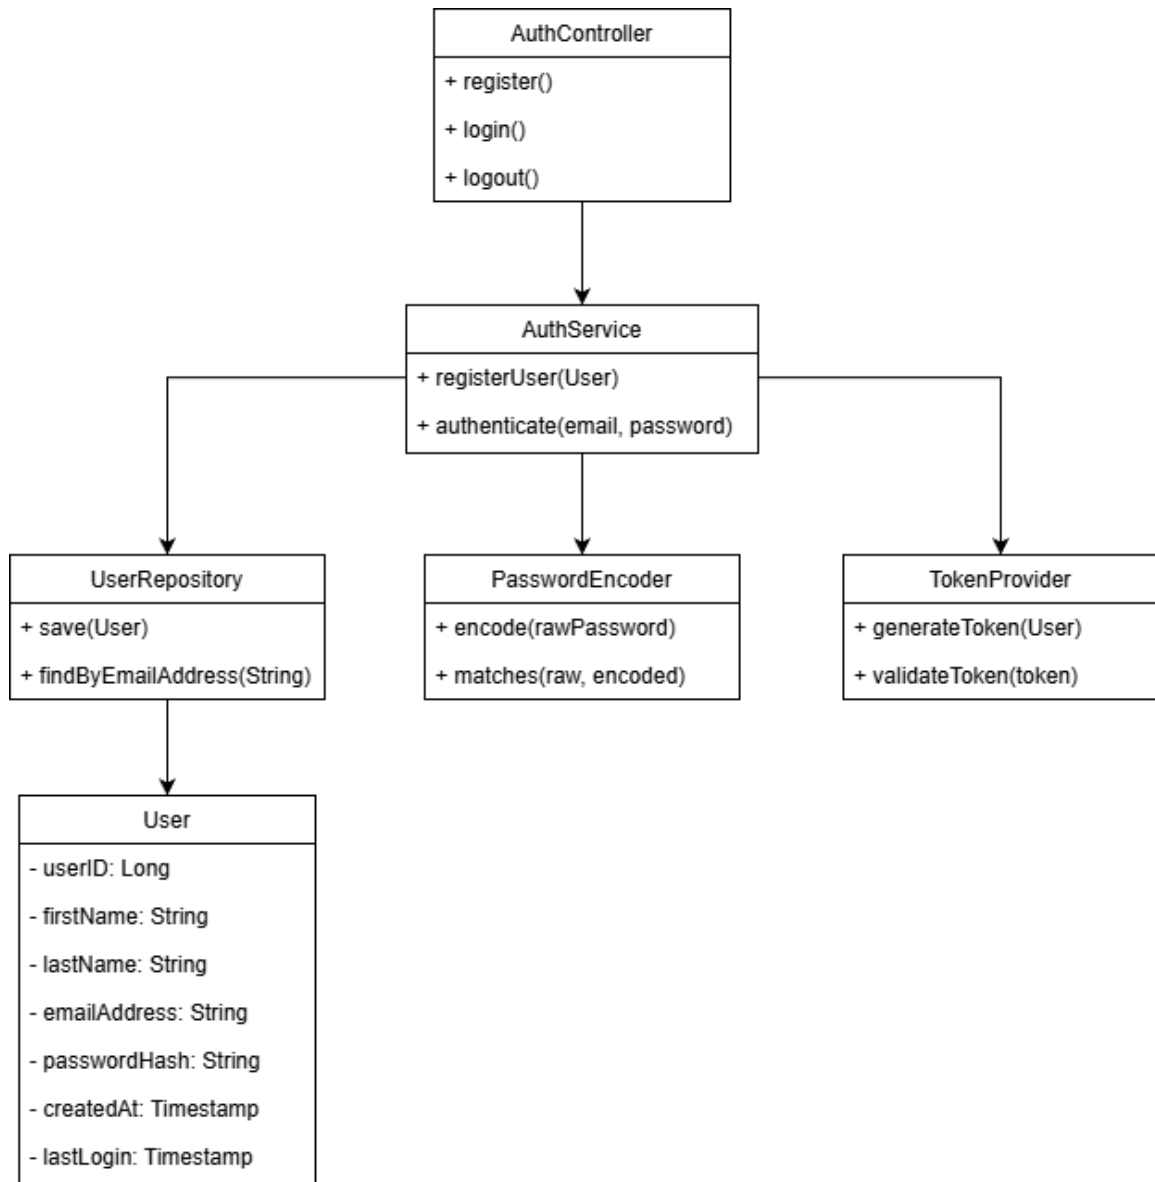 AuthController
+ register()
+ login()
+ logout()
AuthService
+ registerUser(User)
+ authenticate(email, password)
UserRepository
+ save(User)
+ findByEmailAddress(String)
PasswordEncoder
+ encode(rawPassword)
+ matches(raw, encoded)
TokenProvider
+ generateToken(User)
+ validateToken(token)
User
- userID: Long
- firstName: String
- lastName: String
- emailAddress: String
- passwordHash: String
- createdAt: Timestamp
- lastLogin: Timestamp